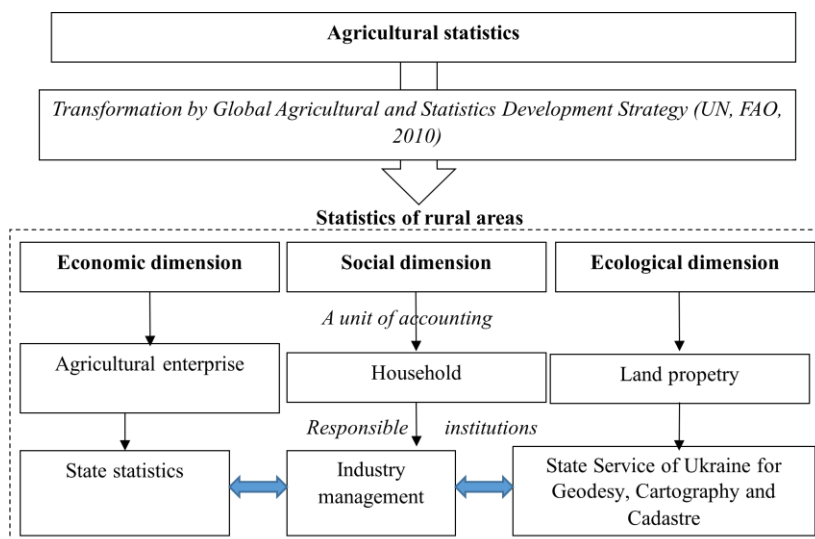 Agricultural statistics
Transformation by Global Agricultural and Statistics Development Strategy (UN, FAO,
2010)
Statistics of rural areas
Economic dimension
Social dimension
Ecological dimension
A unit of accounting
Agricultural enterprise
Household
Land propetry
Responsible institutions
State statistics
Industry
management
State Service of Ukraine for
Geodesy, Cartography and
Cadastre